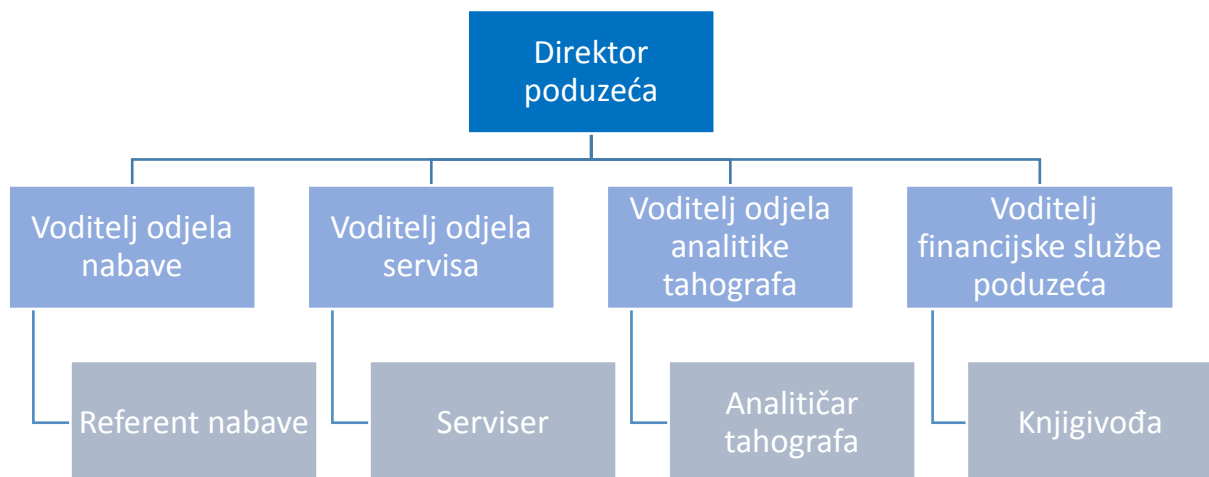 Direktor
poduzeća
Voditelj odjela
nabave
Voditelj odjela
servisa
Voditelj odjela
analitike
tahografa
Voditelj
financijske službe
poduzeća
Referent nabave
Serviser
Analitičar
tahografa
Knjigivođa